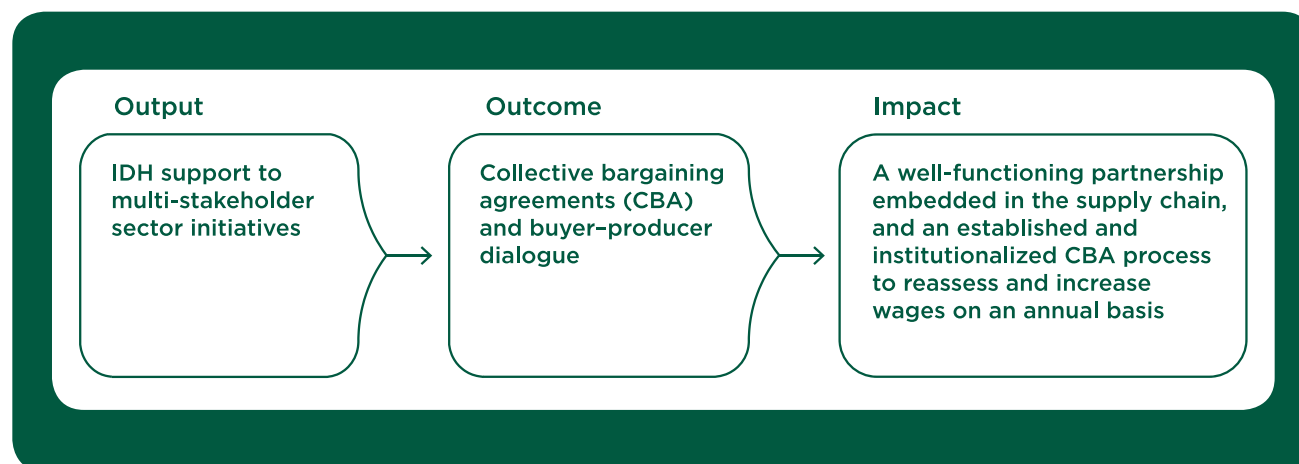 Output
IDH support to
multi-stakeholder
sector initiatives
Outcome
Collective bargaining
agreements (CBA)
and buyer–producer
dialogue
Impact
A well-functioning partnership
embedded in the supply chain,
and an established and
institutionalized CBA process
to reassess and increase
wages on an annual basis